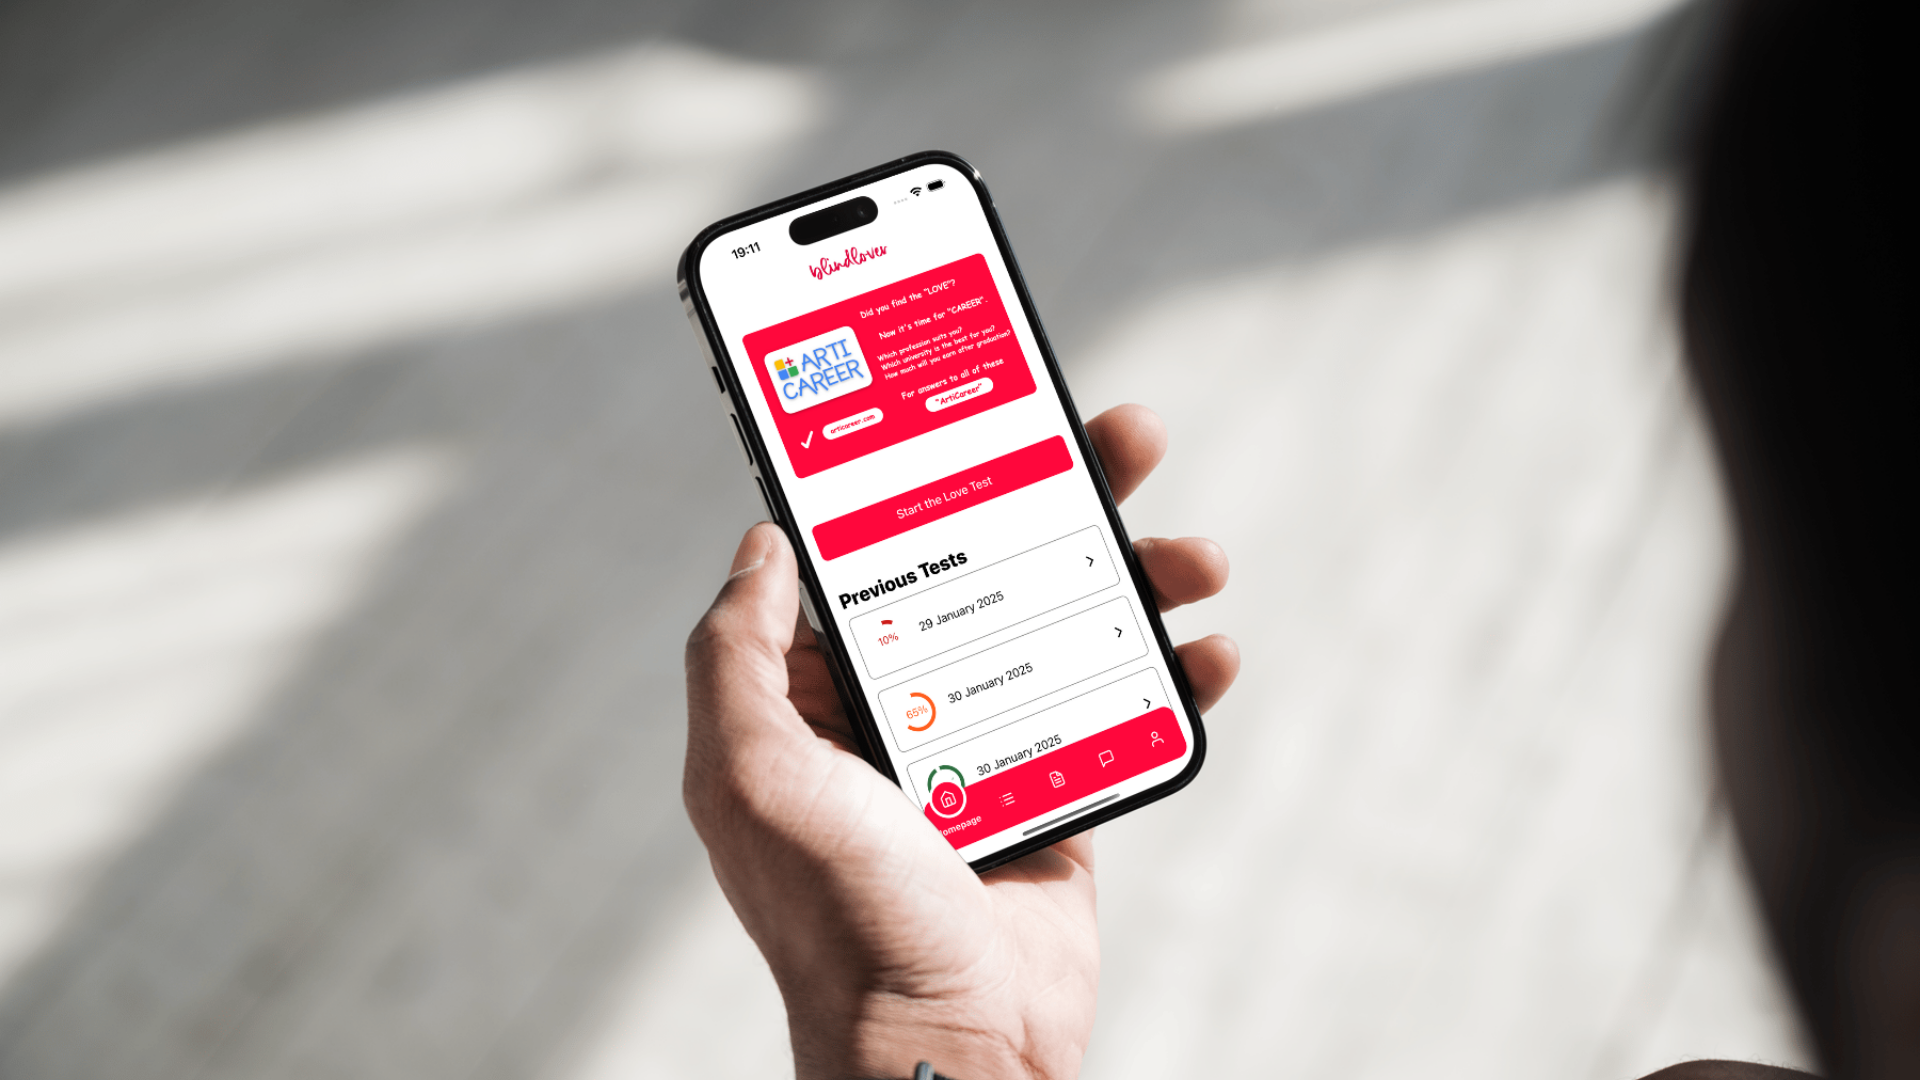 19:11
blindlover
Did you find the "LOVE"?
Now it's time for "CAREER".
Which profession suits you?
Which university is the best for you?
How much will you earn after graduation?
ARTI
CAREER
For answers to all of these
"ArtiCareer"
articareer.com
Start the Love Test
Previous Tests
10%
29 January 2025
65%
30 January 2025
30 January 2025
omepage